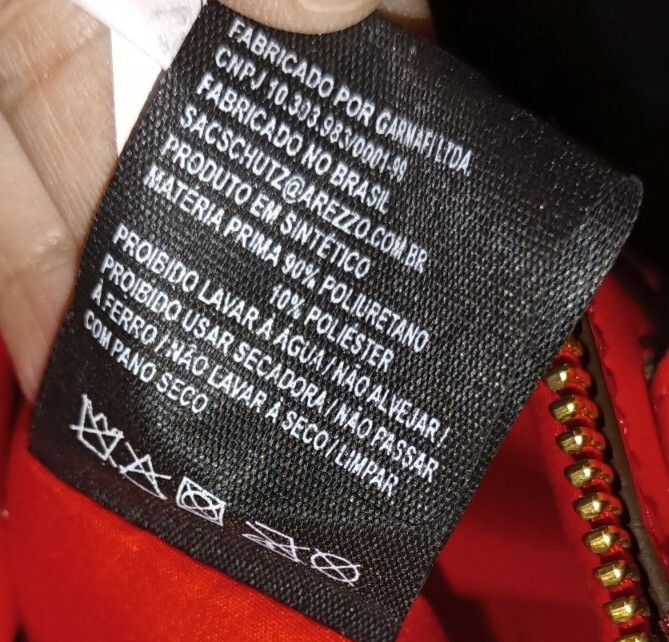 FABRICADO POR GARMAFI LTDA
CNPJ 10.303.983/0001-99
FABRICADO NO BRASIL
SACSCHUTZ@AREZZO.COM.BR
PRODUTO EM SINTÉTICO
MATERIA PRIMA 90% POLIURETANO
10% POLIÉSTER
PROIBIDO LAVAR À ÁGUA / NÃO ALVEJAR /
PROIBIDO USAR SECADORA / NÃO PASSAR
À FERRO / NÃO LAVAR À SECO / LIMPAR
COM PANO SECO